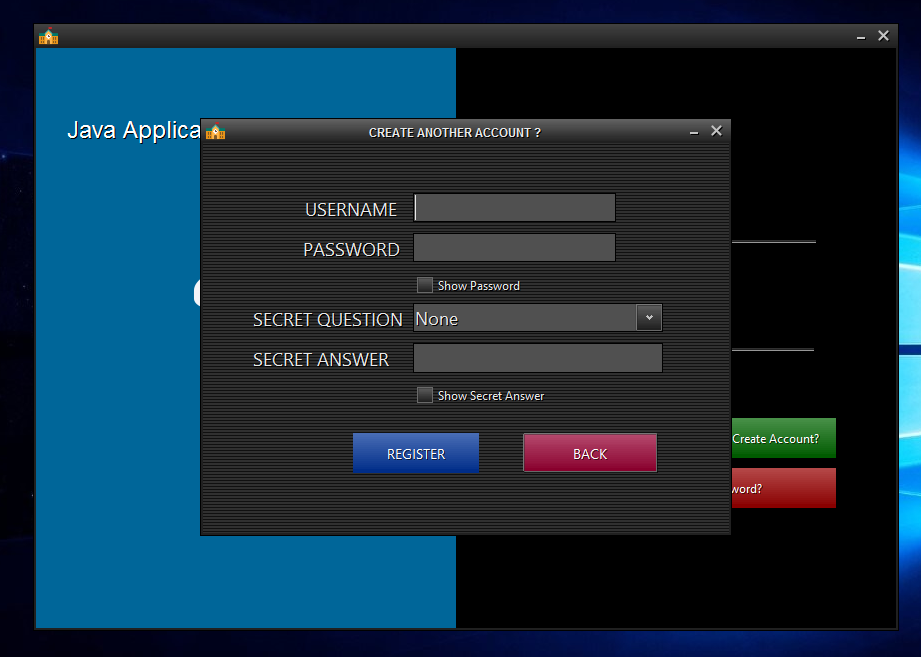 Java Applica
CREATE ANOTHER ACCOUNT ?
USERNAME
PASSWORD
Show Password
SECRET QUESTION None
SECRET ANSWER
Show Secret Answer
Create Account?
REGISTER BACK
word?